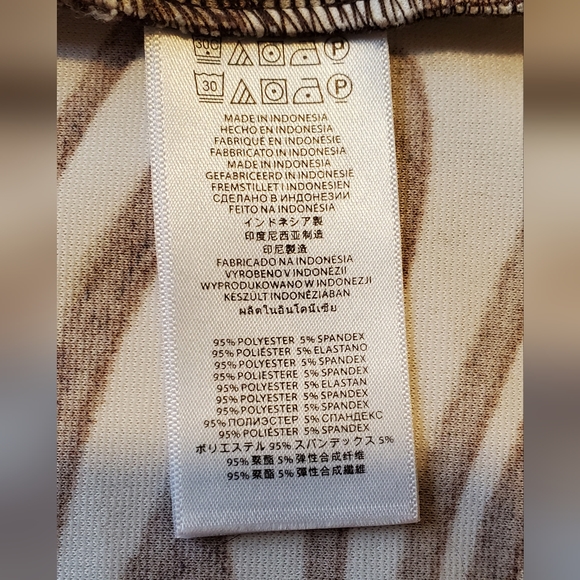 30C P
30 P
MADE IN INDONESIA
HECHO EN INDONESIA
FABRIQUÉ EN INDONÉSIE
FABBRICATO IN INDONESIA
MADE IN INDONESIA
GEFABRICEERD IN INDONESIË
FREMSTILLET I INDONESIEN
СДЕЛАНО В ИНДОНЕЗИИ
FEITO NA INDONÉSIA
インドネシア製
印度尼西亚制造
印尼製造
FABRICADO NA INDONESIA
VYROBENO V INDONÉZII
WYPRODUKOWANO W INDONEZJI
KÉSZÜLT INDONÉZIÁBAN
ผลิตในอินโดนีเซีย
95% POLYESTER 5% SPANDEX
95% POLIÉSTER 5% ELASTANO
95% POLYESTER 5% SPANDEX
95% POLIESTERE 5% SPANDEX
95% POLYESTER 5% ELASTAN
95% POLYESTER 5% SPANDEX
95% POLYESTER 5% SPANDEX
95% ПОЛИЭСТЕР 5% СПАНДЕКС
95% POLIÉSTER 5% SPANDEX
ポリエステル 95% スパンデックス 5%
95% 聚酯 5% 弹性合成纤维
95% 聚酯 5% 彈性合成纖維